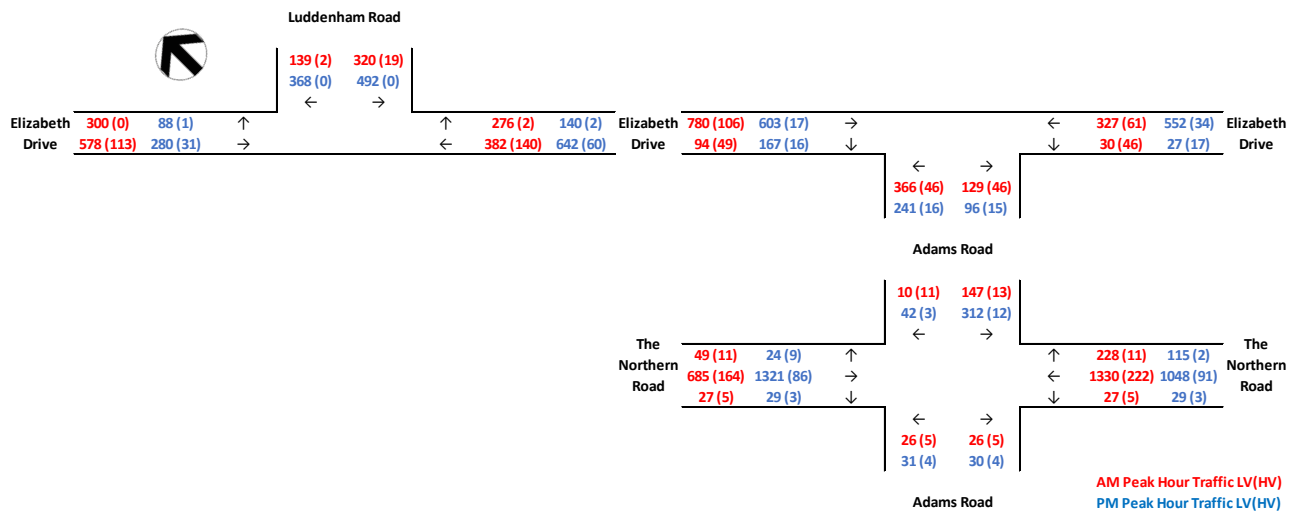 Luddenham Road
139 (2) 320 (19)
368 (0) 492 (0)
← →
Elizabeth 300 (0) 88 (1) ↑ ↑ 276 (2) 140 (2) Elizabeth 780 (106) 603 (17) → ← 327 (61) 552 (34) Elizabeth
Drive 578 (113) 280 (31) → ← 382 (140) 642 (60) Drive 94 (49) 167 (16) ↓ ↓ 30 (46) 27 (17) Drive
← →
366 (46) 129 (46)
241 (16) 96 (15)
Adams Road
10 (11) 147 (13)
42 (3) 312 (12)
← →
The 49 (11) 24 (9) ↑ ↑ 228 (11) 115 (2) The
Northern 685 (164) 1321 (86) → ← 1330 (222) 1048 (91) Northern
Road 27 (5) 29 (3) ↓ ↓ 27 (5) 29 (3) Road
← →
26 (5) 26 (5)
31 (4) 30 (4)
AM Peak Hour Traffic LV(HV)
Adams Road PM Peak Hour Traffic LV(HV)